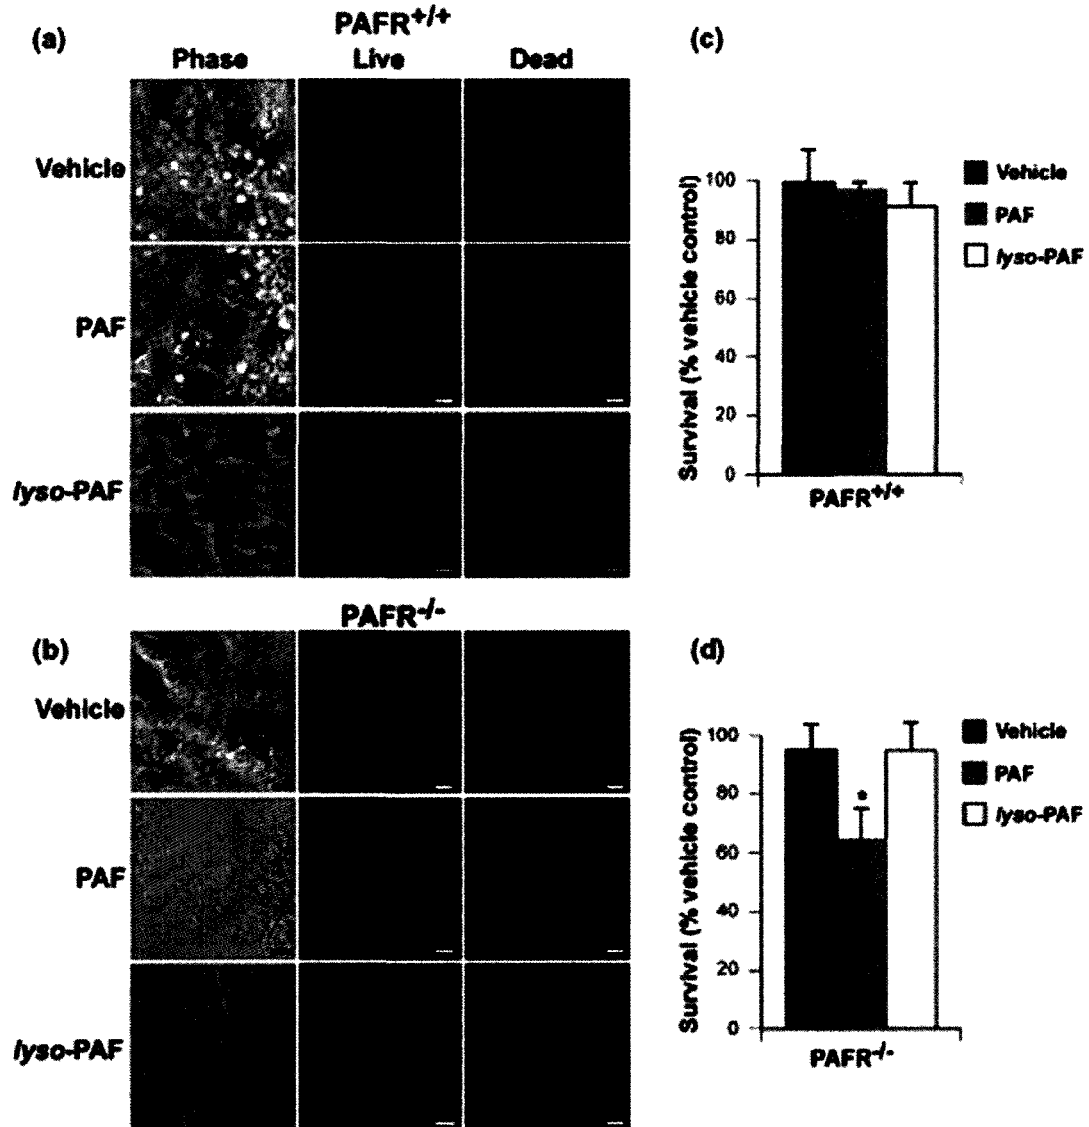 (a)
PAFR+/+
Phase Live Dead
Vehicle
PAF
lyso-PAF
(b)
PAFR-/-
Vehicle
PAF
lyso-PAF
(c)
Survival (% vehicle control)
100
80
60
40
20
0
PAFR+/+
Vehicle
PAF
lyso-PAF
(d)
Survival (% vehicle control)
100
80
60
40
20
0
*
PAFR-/-
Vehicle
PAF
lyso-PAF